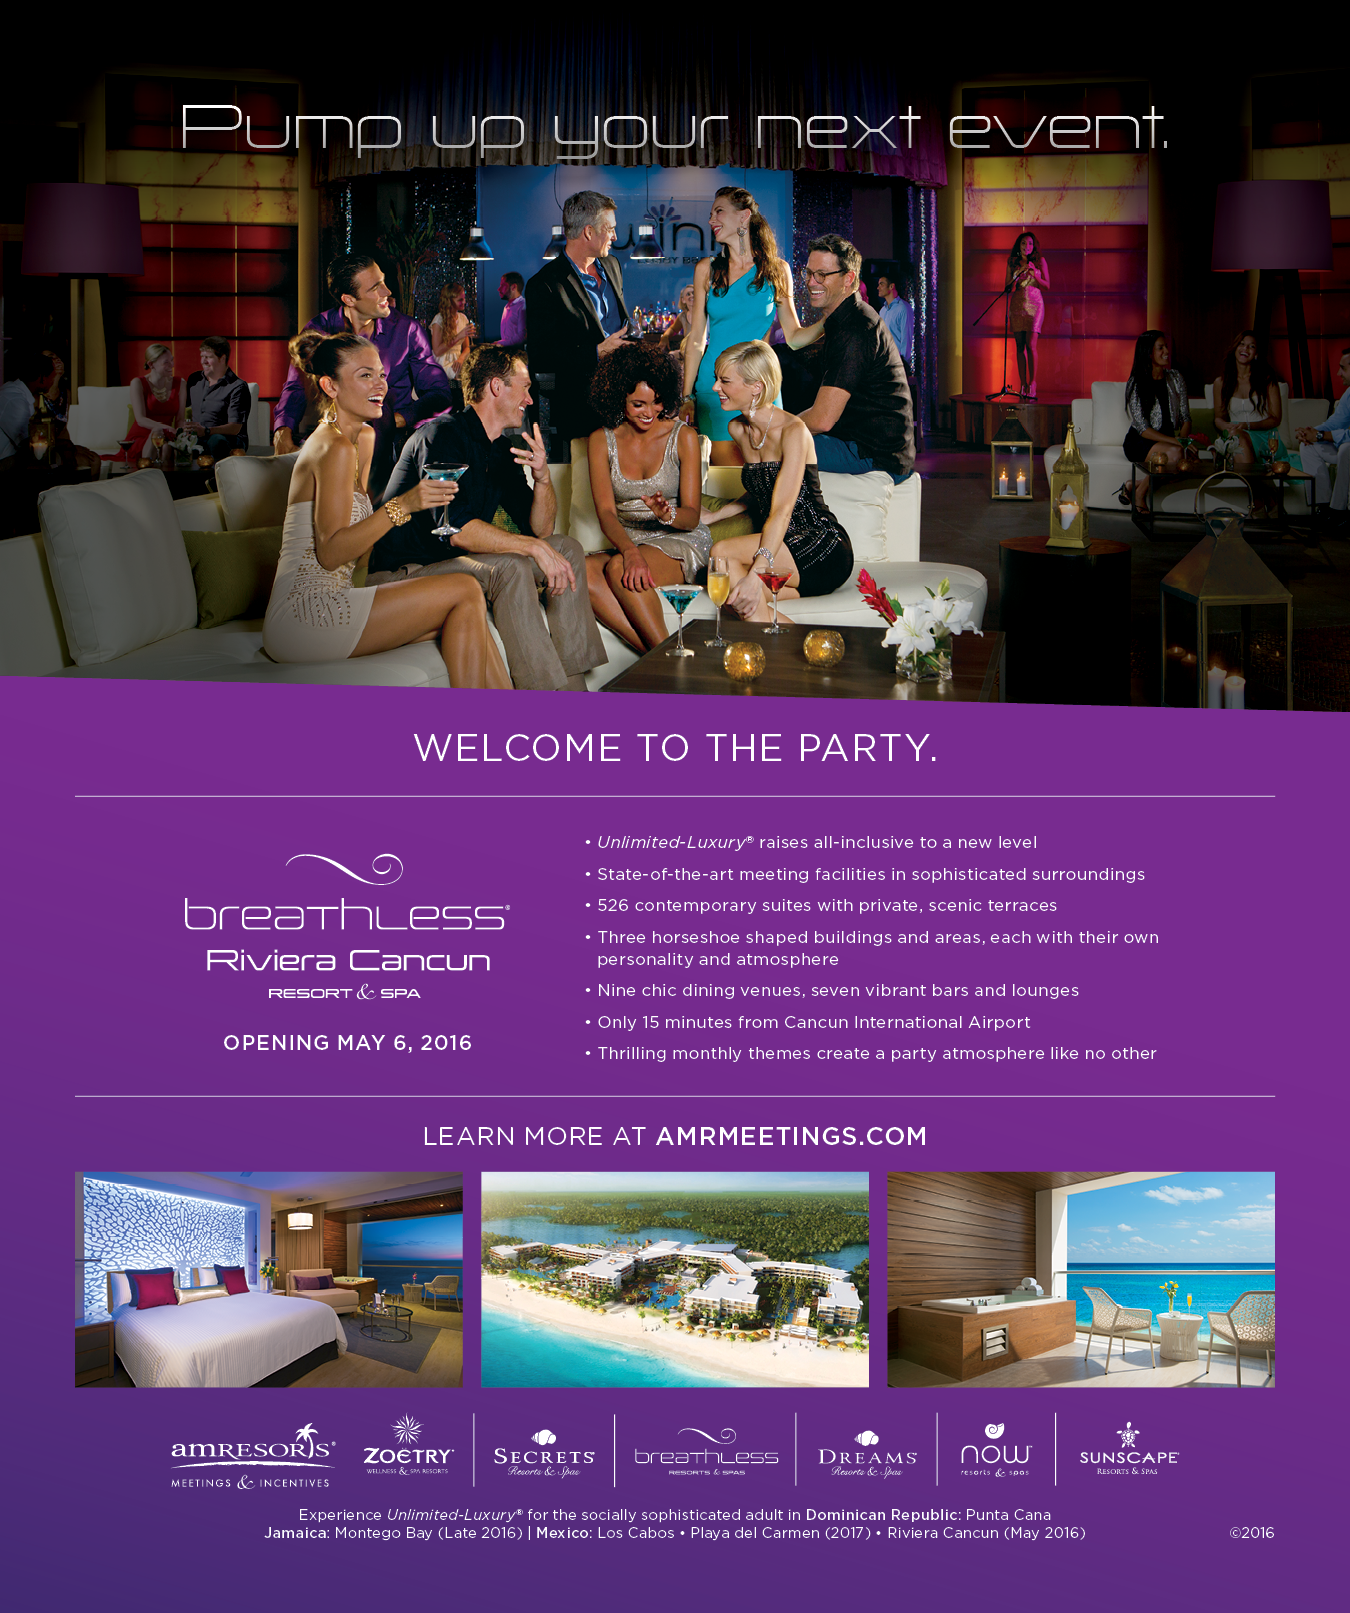 Pump up your next event.
WELCOME TO THE PARTY.
breathless®
Riviera Cancun
RESORT & SPA
OPENING MAY 6, 2016
• Unlimited-Luxury® raises all-inclusive to a new level
• State-of-the-art meeting facilities in sophisticated surroundings
• 526 contemporary suites with private, scenic terraces
• Three horseshoe shaped buildings and areas, each with their own
personality and atmosphere
• Nine chic dining venues, seven vibrant bars and lounges
• Only 15 minutes from Cancun International Airport
• Thrilling monthly themes create a party atmosphere like no other
LEARN MORE AT AMRMEETINGS.COM
AMRESORTS®
MEETINGS & INCENTIVES
ZOËTRY®
WELLNESS & SPA RESORTS
SECRETS®
Resorts & Spas
breathless
RESORTS & SPAS
DREAMS®
Resorts & Spas
now®
resorts & spas
SUNSCAPE®
RESORTS & SPAS
Experience Unlimited-Luxury® for the socially sophisticated adult in Dominican Republic: Punta Cana
Jamaica: Montego Bay (Late 2016) | Mexico: Los Cabos • Playa del Carmen (2017) • Riviera Cancun (May 2016)
©2016